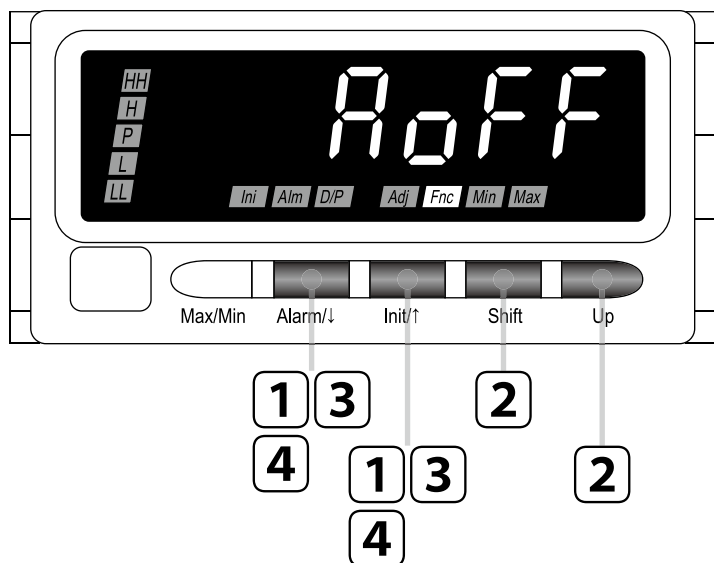 HH
H
P
L
LL
AoFF
Ini Alm D/P Adj Fnc Min Max
Max/Min Alarm/↓ Init/↑ Shift Up
1 3 2
4 1 3 2
4